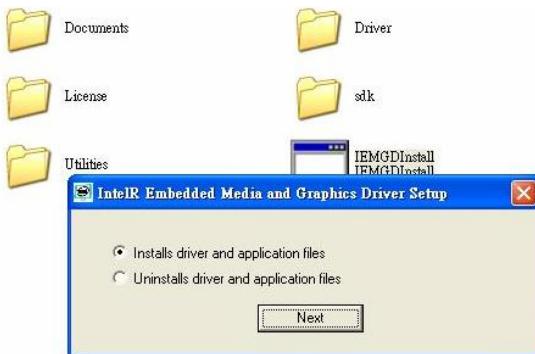 Documents
Driver
License
sdk
Utilities
IEMGDInstall
IEMGDInstall
IntelR Embedded Media and Graphics Driver Setup
Installs driver and application files
Uninstalls driver and application files
Next